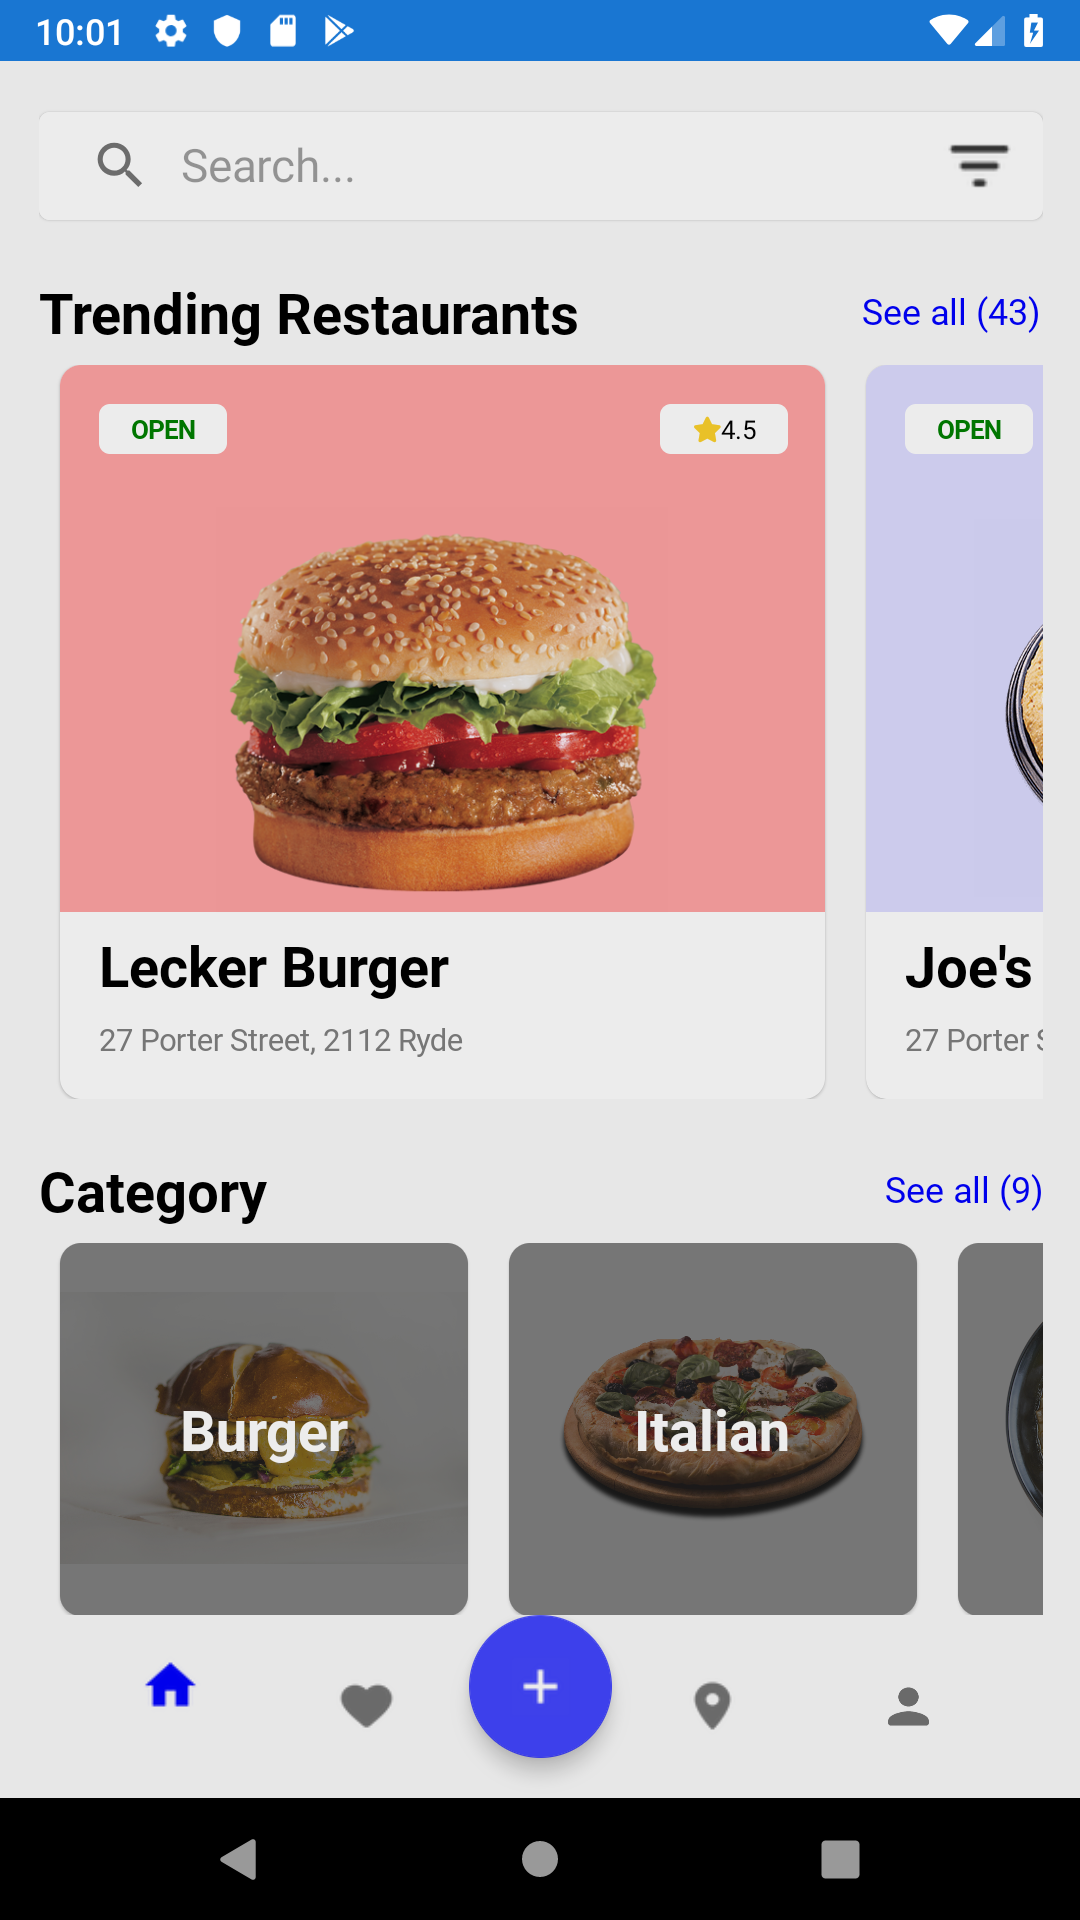 10:01
Search...
Trending Restaurants
See all (43)
OPEN
4.5
OPEN
Lecker Burger
27 Porter Street, 2112 Ryde
Joe's
27 Porter
Category
See all (9)
Burger
Italian